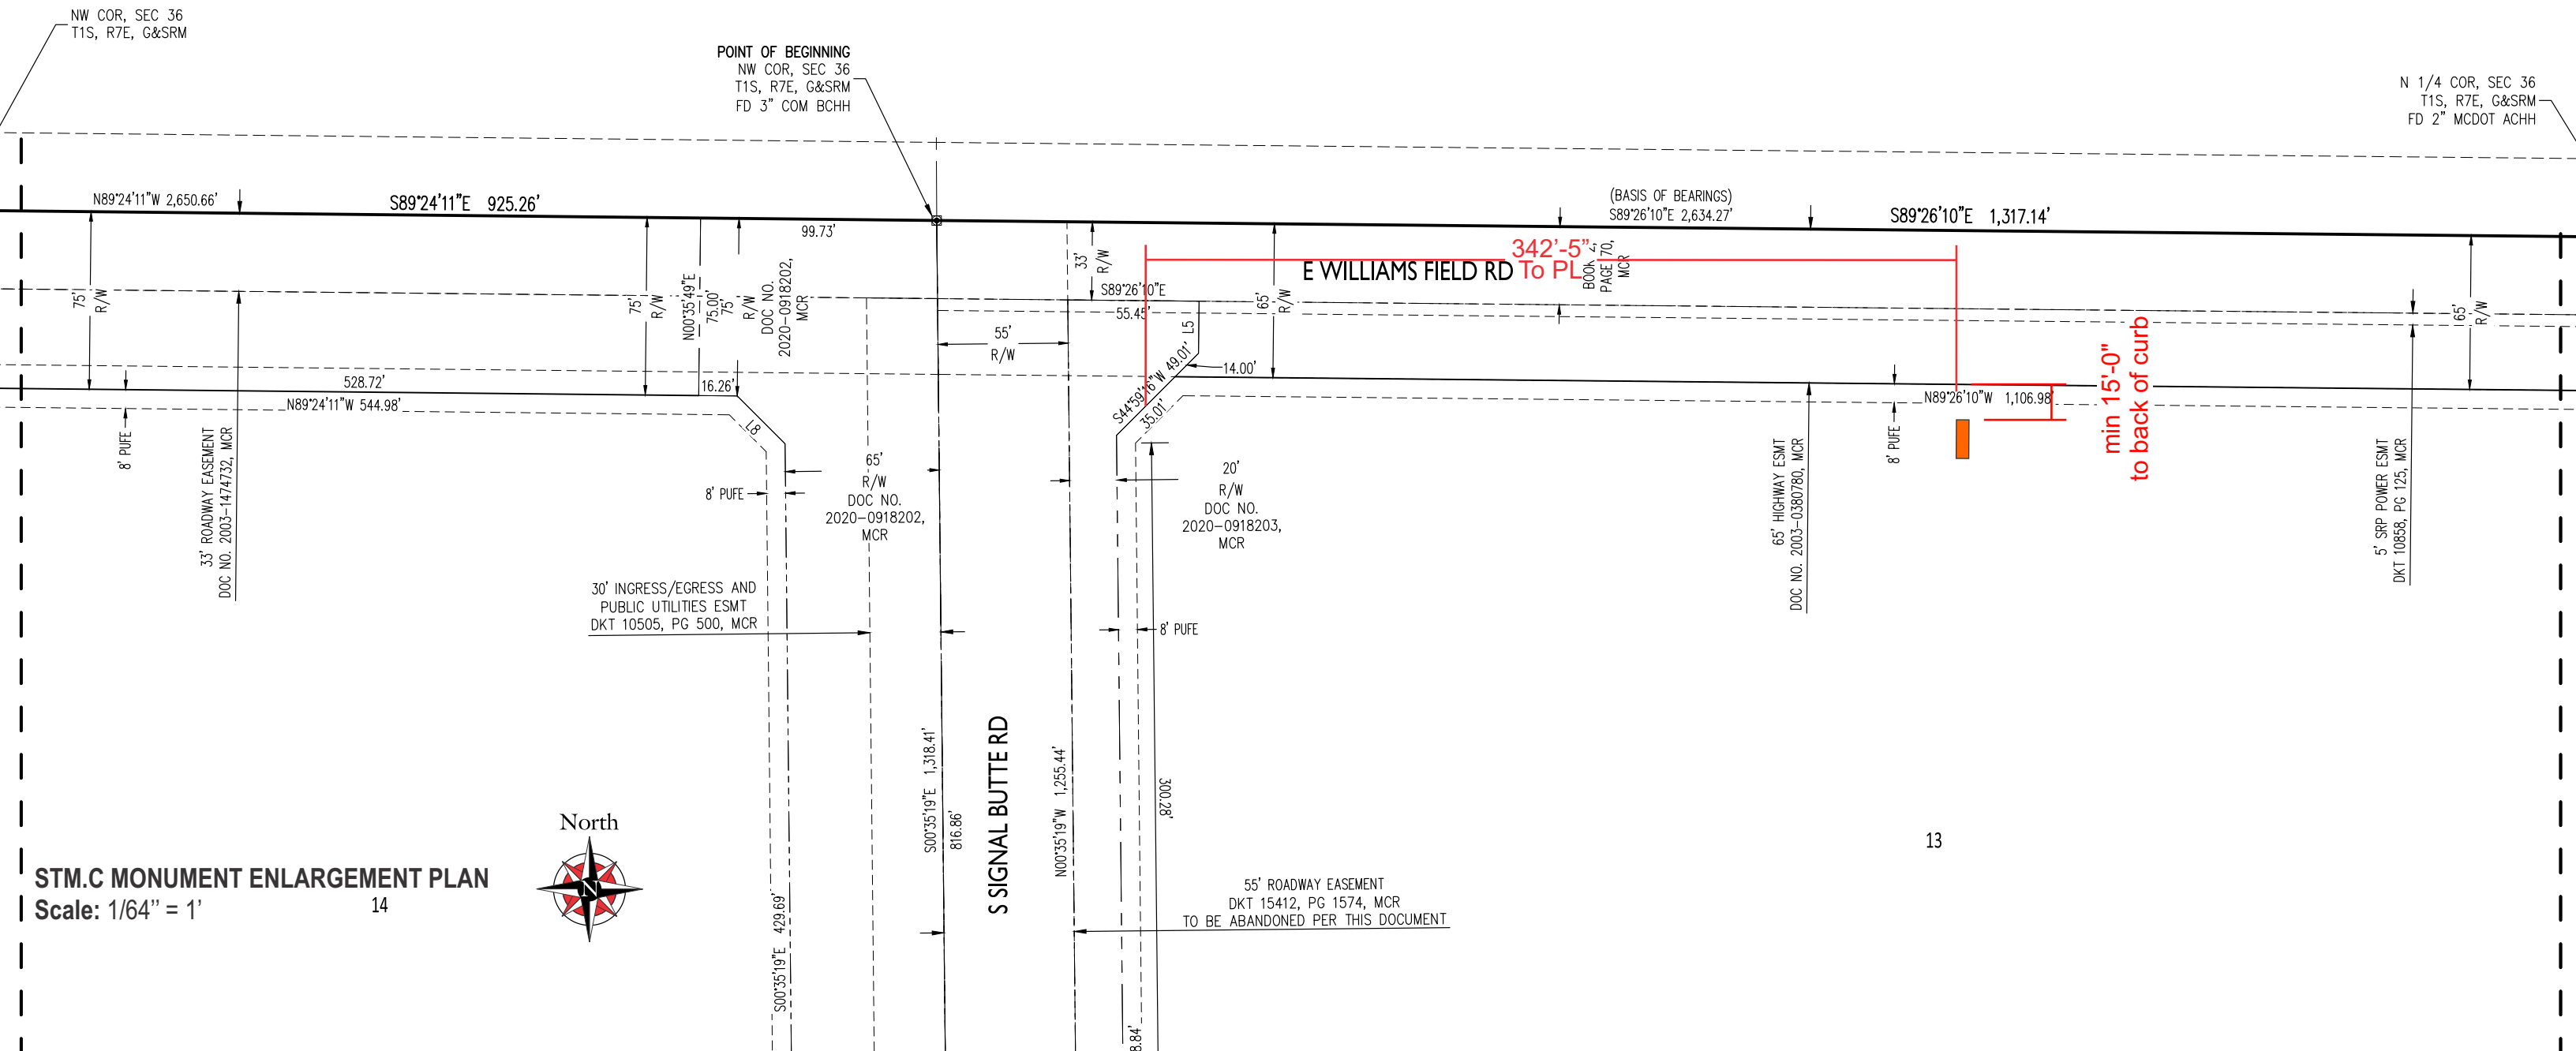 NW COR, SEC 36
T1S, R7E, G&SRM
POINT OF BEGINNING
NW COR, SEC 36
T1S, R7E, G&SRM
FD 3" COM BCHH
N 1/4 COR, SEC 36
T1S, R7E, G&SRM
FD 2" MCDOT ACHH
N89°24'11"W 2,650.66'
S89°24'11"E 925.26'
99.73'
(BASIS OF BEARINGS)
S89°26'10"E 2,634.27'
S89°26'10"E 1,317.14'
75'
R/W
75'
R/W
N00°35'49"E
75.00'
75'
R/W
DOC NO.
2020-0918202,
MCR
33'
R/W
S89°26'10"E
55.45'
L5
65'
R/W
342'-5"
To PL
E WILLIAMS FIELD RD
PAGE 70,
MCR
65'
R/W
55'
R/W
528.72'
16.26'
N89°24'11"W 544.98'
L8
8' PUFE
33' ROADWAY EASEMENT
DOC NO. 2003-1474732, MCR
S44°59'16"W 49.01'
14.00'
35.01'
N89°26'10"W 1,106.98'
min 15'-0"
to back of curb
8' PUFE
65' HIGHWAY ESMT
DOC NO. 2003-0380780, MCR
5' SRP POWER ESMT
DKT 10858, PG 125, MCR
8' PUFE
65'
R/W
DOC NO.
2020-0918202,
MCR
20'
R/W
DOC NO.
2020-0918203,
MCR
30' INGRESS/EGRESS AND
PUBLIC UTILITIES ESMT
DKT 10505, PG 500, MCR
8' PUFE
S00°35'19"E 1,318.41'
816.86'
S SIGNAL BUTTE RD
N00°35'19"W 1,255.44'
300.28'
S00°35'19"E 429.69'
8.84'
55' ROADWAY EASEMENT
DKT 15412, PG 1574, MCR
TO BE ABANDONED PER THIS DOCUMENT
13
North
N
STM.C MONUMENT ENLARGEMENT PLAN
Scale: 1/64" = 1'
14